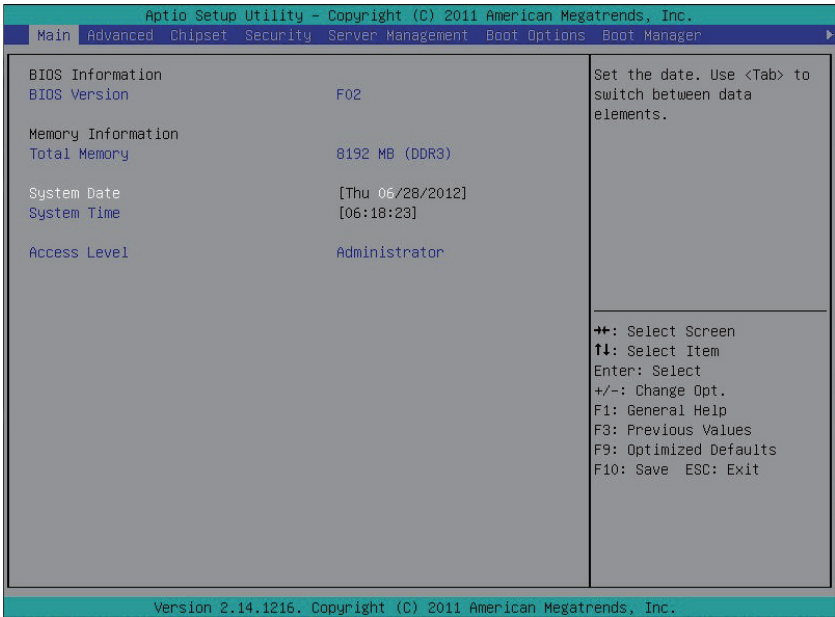 Aptio Setup Utility – Copyright (C) 2011 American Megatrends, Inc.
Main Advanced Chipset Security Server Management Boot Options Boot Manager
BIOS Information
BIOS Version F02
Memory Information
Total Memory 8192 MB (DDR3)
System Date [Thu 06/28/2012]
System Time [06:18:23]
Access Level Administrator
Set the date. Use <Tab> to
switch between data
elements.
→←: Select Screen
↑↓: Select Item
Enter: Select
+/-: Change Opt.
F1: General Help
F3: Previous Values
F9: Optimized Defaults
F10: Save ESC: Exit
Version 2.14.1216. Copyright (C) 2011 American Megatrends, Inc.